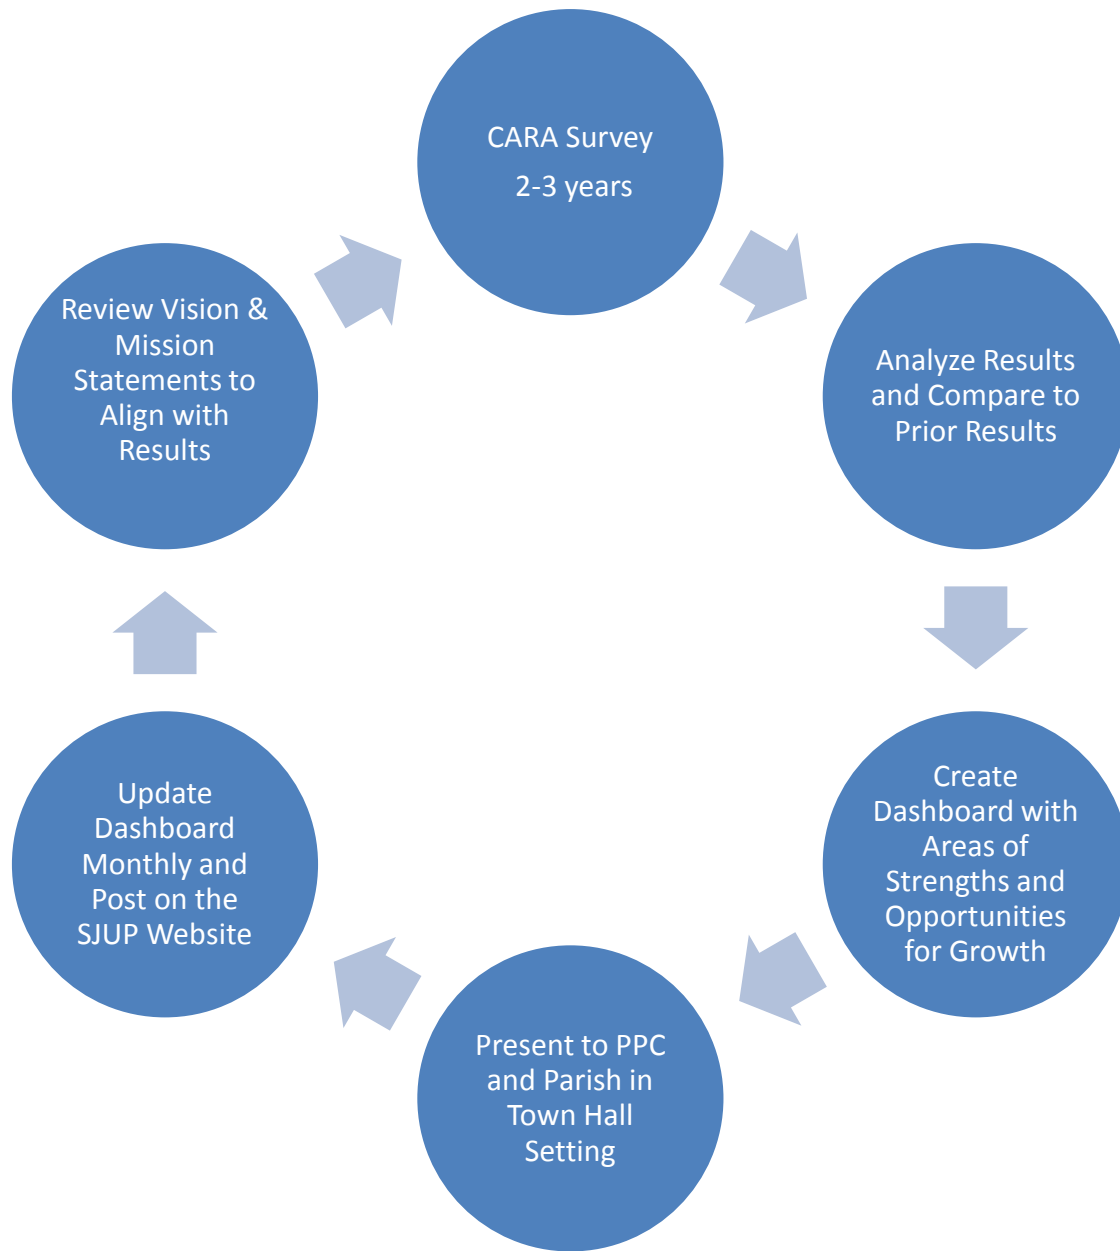 CARA Survey
2-3 years
Analyze Results
and Compare to
Prior Results
Create
Dashboard with
Areas of
Strengths and
Opportunities
for Growth
Present to PPC
and Parish in
Town Hall
Setting
Update
Dashboard
Monthly and
Post on the
SJUP Website
Review Vision &
Mission
Statements to
Align with
Results